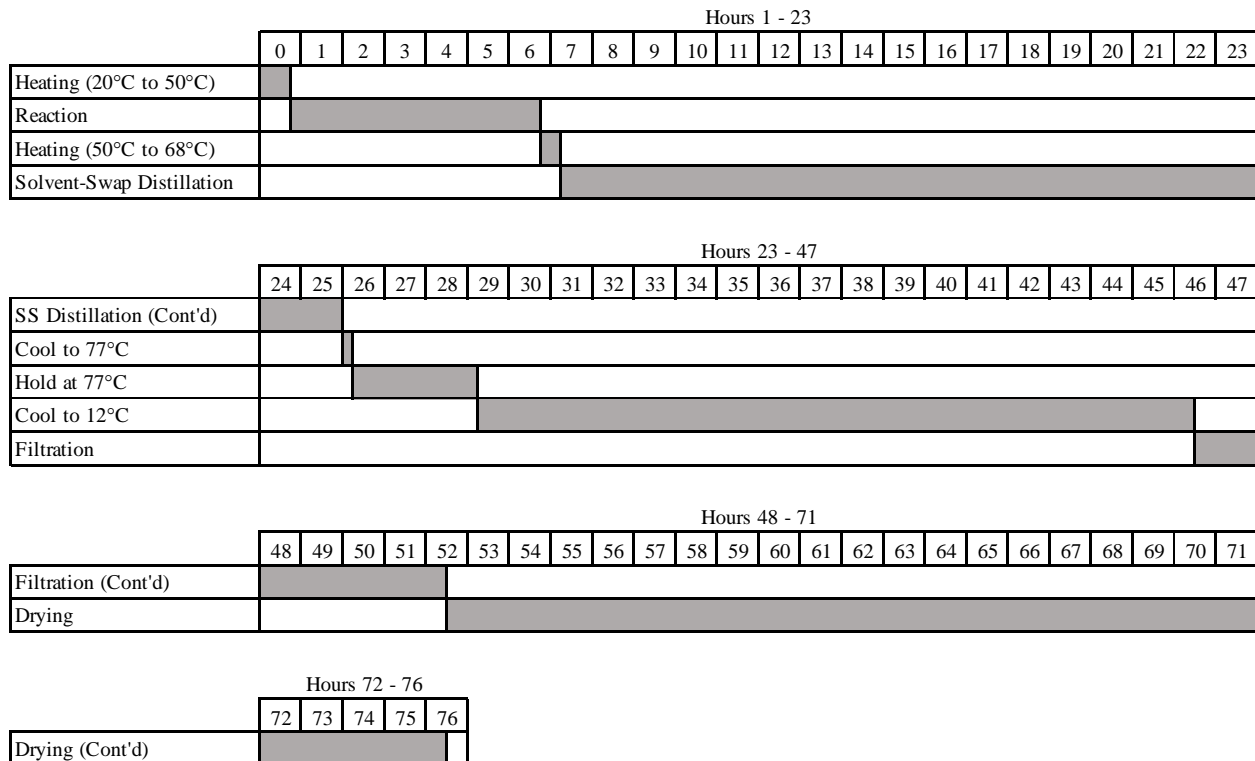 Hours 1 - 23
0 1 2 3 4 5 6 7 8 9 10 11 12 13 14 15 16 17 18 19 20 21 22 23
Heating (20°C to 50°C)
Reaction
Heating (50°C to 68°C)
Solvent-Swap Distillation
Hours 23 - 47
24 25 26 27 28 29 30 31 32 33 34 35 36 37 38 39 40 41 42 43 44 45 46 47
SS Distillation (Cont'd)
Cool to 77°C
Hold at 77°C
Cool to 12°C
Filtration
Hours 48 - 71
48 49 50 51 52 53 54 55 56 57 58 59 60 61 62 63 64 65 66 67 68 69 70 71
Filtration (Cont'd)
Drying
Hours 72 - 76
72 73 74 75 76
Drying (Cont'd)